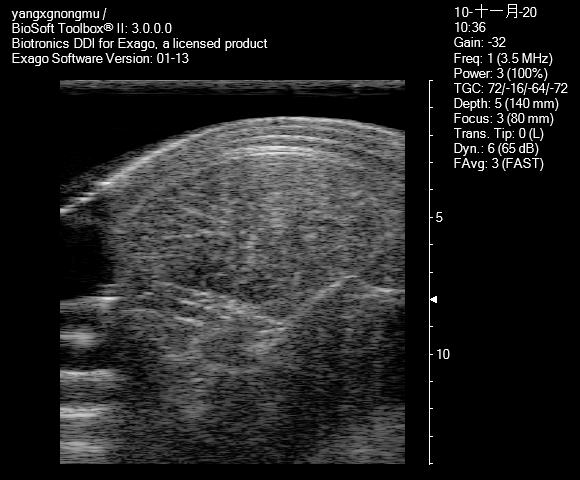 yangxgnongmu /
BioSoft Toolbox® II: 3.0.0.0
Biotronics DDI for Exago, a licensed product
Exago Software Version: 01-13
10-十一月-20
10:36
Gain: -32
Freq: 1 (3.5 MHz)
Power: 3 (100%)
TGC: 72/-16/-64/-72
Depth: 5 (140 mm)
Focus: 3 (80 mm)
Trans. Tip: 0 (L)
Dyn.: 6 (65 dB)
FAvg: 3 (FAST)
5
10